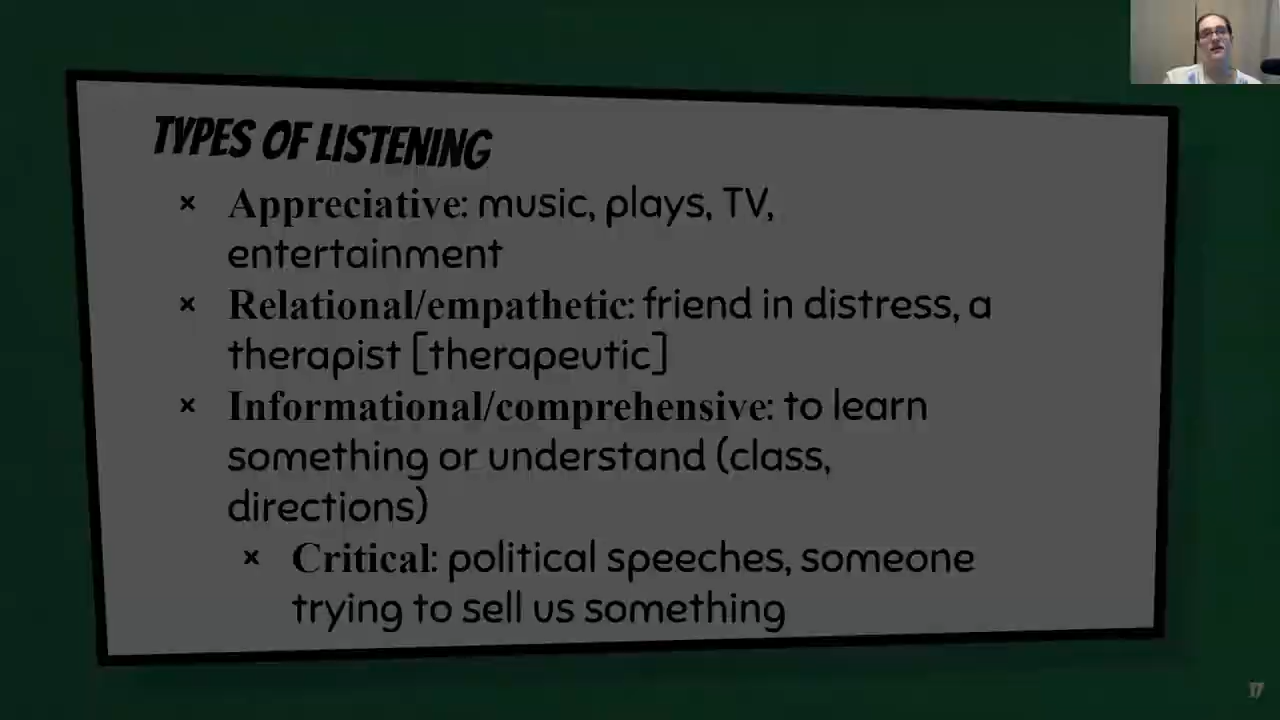 TYPES OF LISTENING
× Appreciative: music, plays, TV,
entertainment
× Relational/empathetic: friend in distress, a
therapist [therapeutic]
× Informational/comprehensive: to learn
something or understand (class,
directions)
× Critical: political speeches, someone
trying to sell us something
17